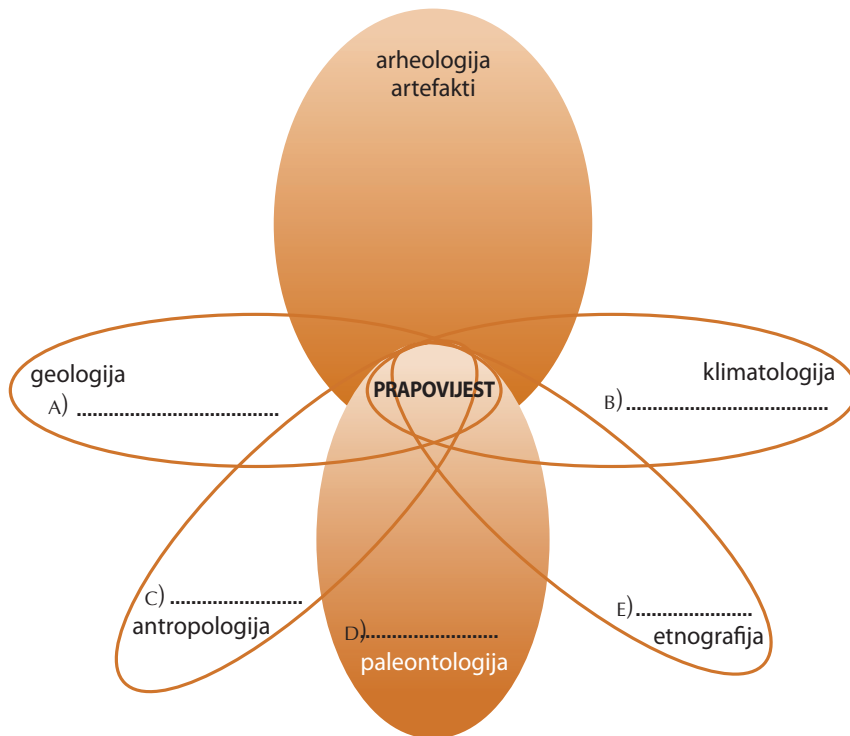 arheologija
artefakti
geologija
A) ..................................
klimatologija
B) ..................................
PRAPOVIJEST
C) ......................
antropologija
D) .......................
paleontologija
E) ....................
etnografija